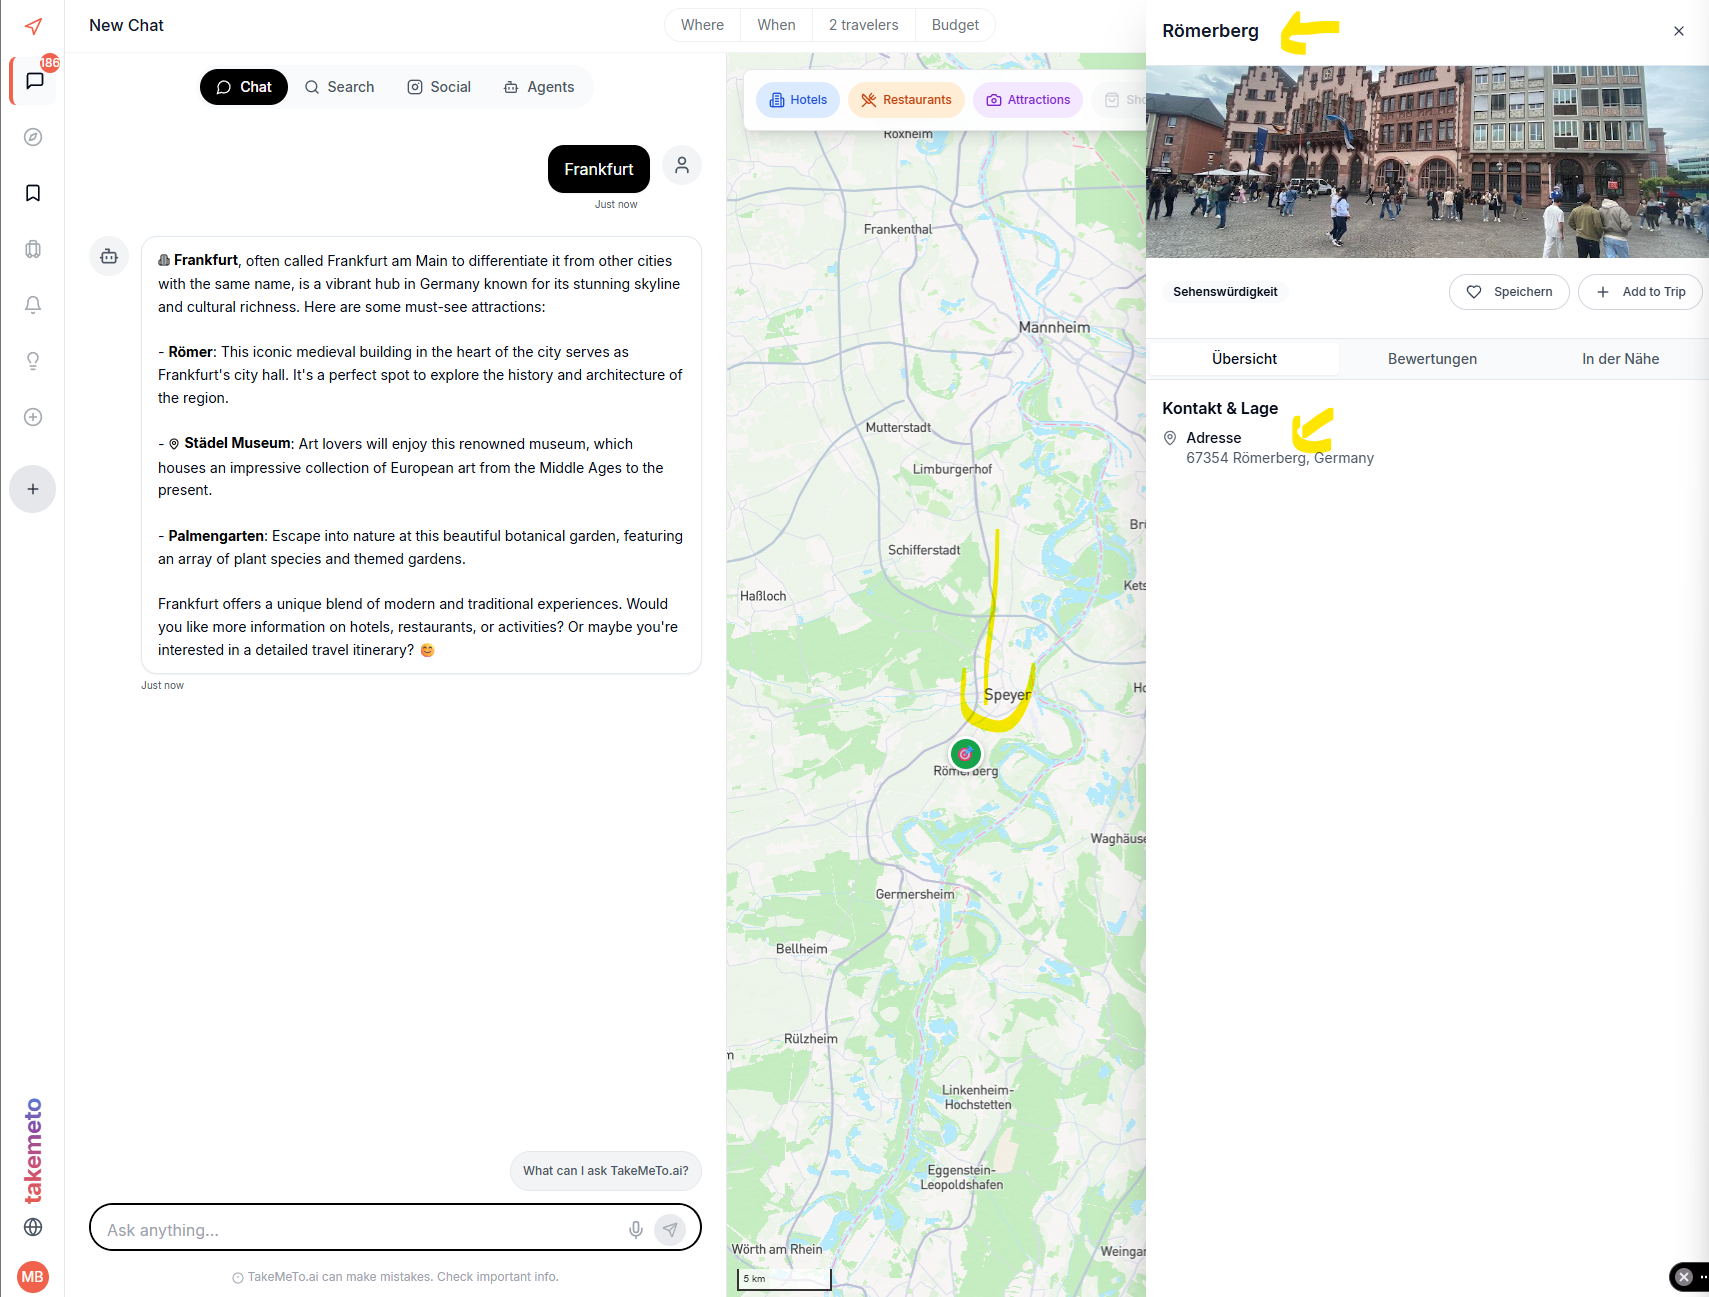 New Chat
Where
When
2 travelers
Budget
186
Chat
Search
Social
Agents
Frankfurt
Just now
Frankfurt, often called Frankfurt am Main to differentiate it from other cities
with the same name, is a vibrant hub in Germany known for its stunning skyline
and cultural richness. Here are some must-see attractions:
- Römer: This iconic medieval building in the heart of the city serves as
Frankfurt's city hall. It's a perfect spot to explore the history and architecture of
the region.
- Städel Museum: Art lovers will enjoy this renowned museum, which
houses an impressive collection of European art from the Middle Ages to the
present.
- Palmengarten: Escape into nature at this beautiful botanical garden, featuring
an array of plant species and themed gardens.
Frankfurt offers a unique blend of modern and traditional experiences. Would
you like more information on hotels, restaurants, or activities? Or maybe you're
interested in a detailed travel itinerary? 😊
Just now
What can I ask TakeMeTo.ai?
Ask anything...
TakeMeTo.ai can make mistakes. Check important info.
takemeto
MB
Hotels
Restaurants
Attractions
Sho
Roxheim
Frankenthal
Mannheim
Mutterstadt
Limburgerhof
Brü
Schifferstadt
Kets
Haßloch
Speyer
Ho
Römerberg
Waghäuse
Germersheim
Bellheim
Rülzheim
m
Linkenheim-
Hochstetten
Eggenstein-
Leopoldshafen
Wörth am Rhein
Weingar
5 km
Römerberg
Sehenswürdigkeit
Speichern
Add to Trip
Übersicht
Bewertungen
In der Nähe
Kontakt & Lage
Adresse
67354 Römerberg, Germany